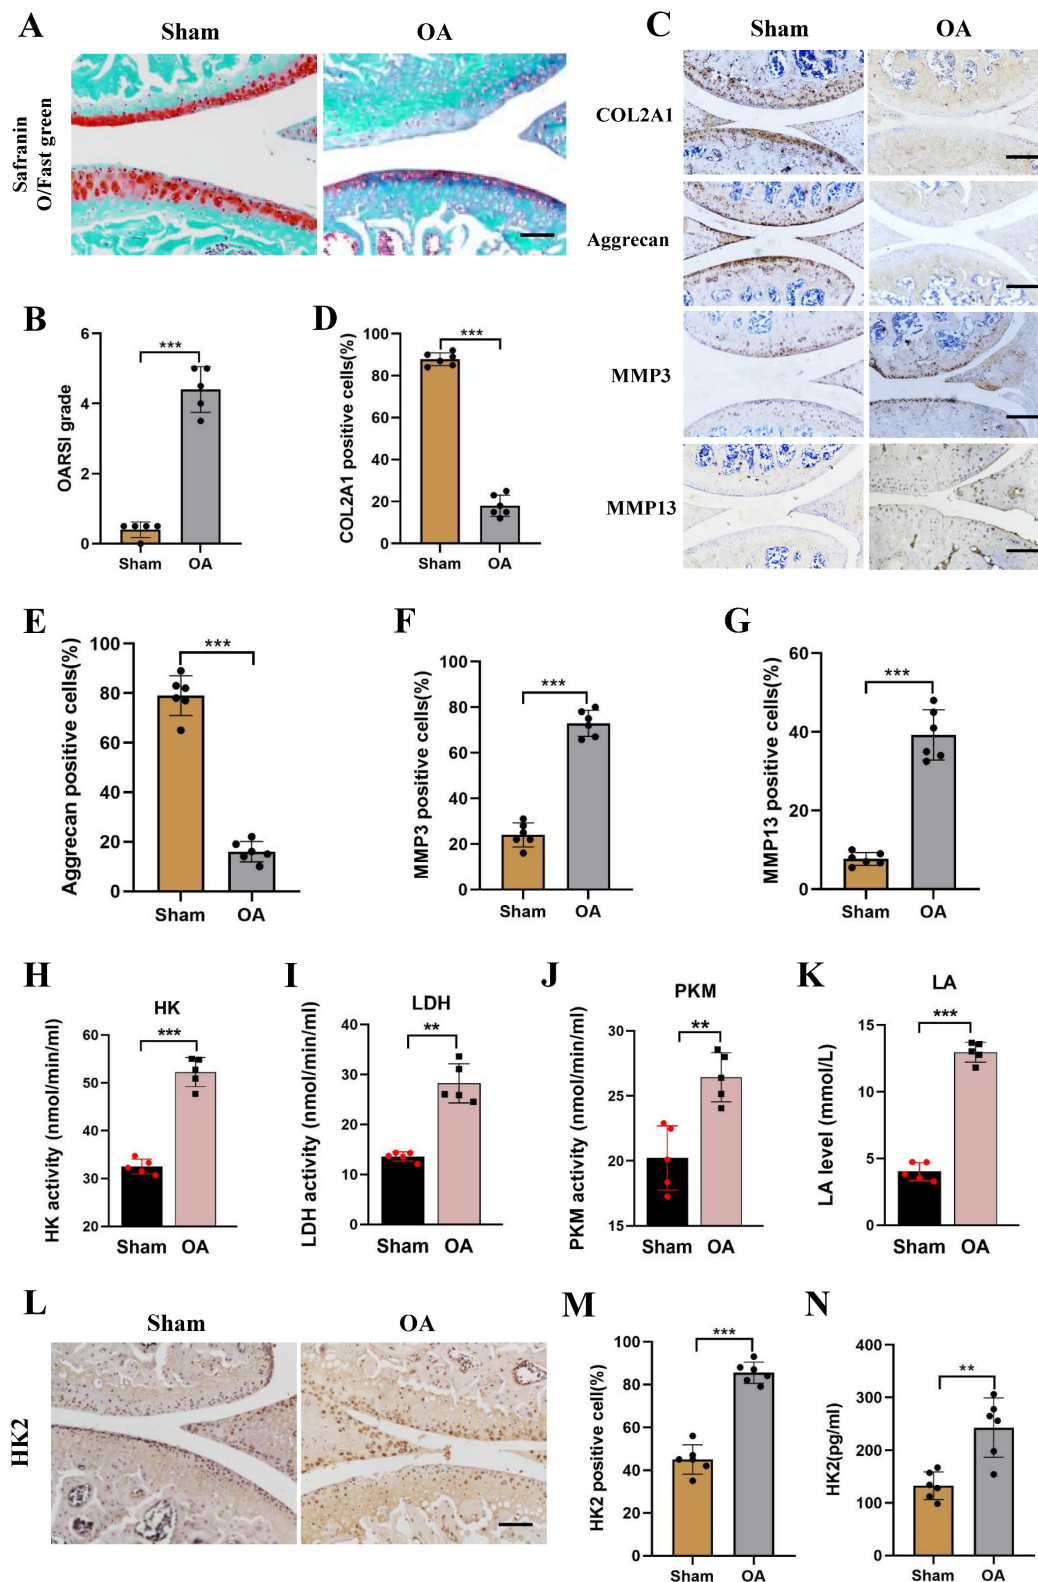 A
Sham
OA
Safranin
O/Fast green
C
Sham
OA
COL2A1
Aggrecan
MMP3
MMP13
B
OARSI grade
6
4
2
0
***
Sham
OA
D
COL2A1 positive cells(%)
100
80
60
40
20
0
***
Sham
OA
E
Aggrecan positive cells(%)
100
80
60
40
20
0
***
Sham
OA
F
MMP3 positive cells(%)
100
80
60
40
20
0
***
Sham
OA
G
MMP13 positive cells(%)
60
40
20
0
***
Sham
OA
H
HK
HK activity (nmol/min/ml)
60
50
40
30
20
***
Sham
OA
I
LDH
LDH activity (nmol/min/ml)
40
30
20
10
0
**
Sham
OA
J
PKM
PKM activity (nmol/min/ml)
30
25
20
15
**
Sham
OA
K
LA
LA level (mmol/L)
15
10
5
0
***
Sham
OA
L
Sham
OA
HK2
M
HK2 positive cell(%)
100
80
60
40
20
0
***
Sham
OA
N
HK2(pg/ml)
400
300
200
100
0
**
Sham
OA